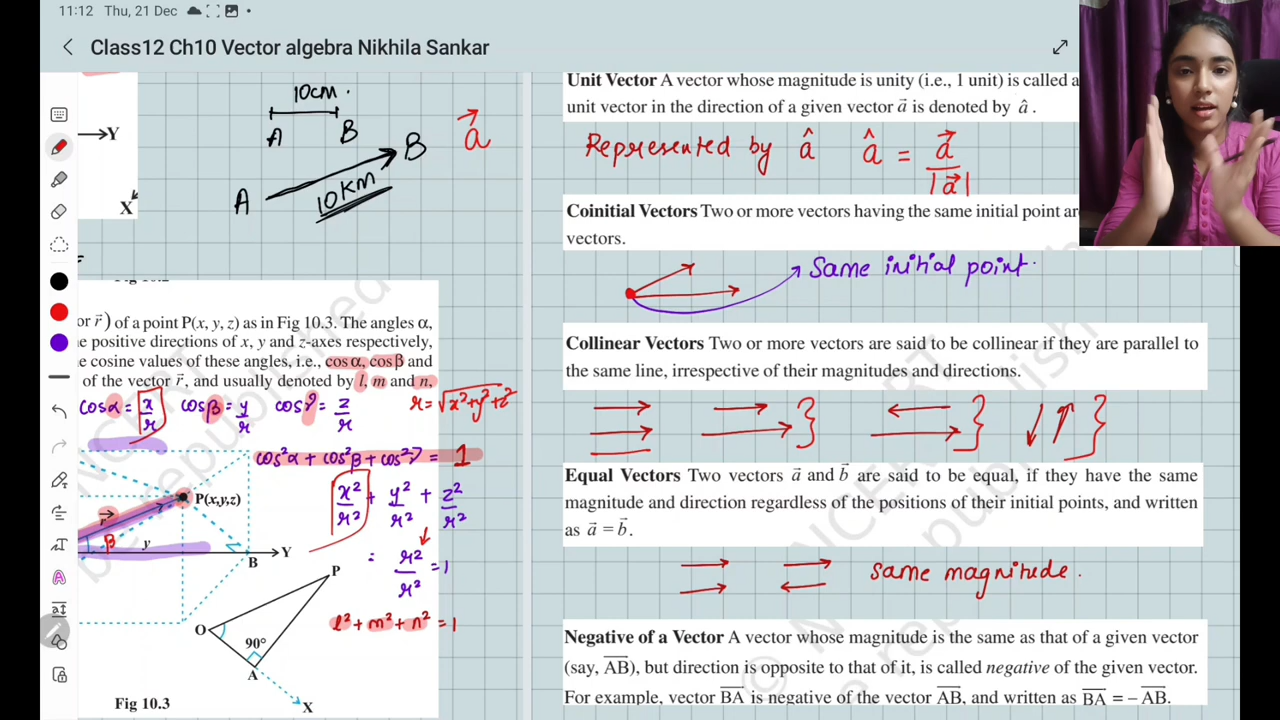 11:12 Thu, 21 Dec
Class12 Ch10 Vector algebra Nikhila Sankar
Y
X
10cm.
A B
A 10KM B
a⃗
or r⃗) of a point P(x, y, z) as in Fig 10.3. The angles α,
e positive directions of x, y and z-axes respectively,
e cosine values of these angles, i.e., cos α, cos β and
of the vector r⃗, and usually denoted by l, m and n,
cosα = x/r cosβ = y/r cosγ = z/r r = √x²+y²+z²
cos²α + cos²β + cos²γ = 1
x²/r² + y²/r² + z²/r²
= r²/r² = 1
l² + m² + n² = 1
P(x,y,z)
r⃗
β y
B Y
P
O
90°
A
X
Fig 10.3
Unit Vector A vector whose magnitude is unity (i.e., 1 unit) is called a
unit vector in the direction of a given vector a⃗ is denoted by â.
Represented by â â = a⃗/|a⃗|
Coinitial Vectors Two or more vectors having the same initial point are
vectors.
Same initial point.
Collinear Vectors Two or more vectors are said to be collinear if they are parallel to
the same line, irrespective of their magnitudes and directions.
Equal Vectors Two vectors a⃗ and b⃗ are said to be equal, if they have the same
magnitude and direction regardless of the positions of their initial points, and written
as a⃗ = b⃗.
same magnitude.
Negative of a Vector A vector whose magnitude is the same as that of a given vector
(say, AB⃗), but direction is opposite to that of it, is called negative of the given vector.
For example, vector BA⃗ is negative of the vector AB⃗, and written as BA⃗ = – AB⃗.